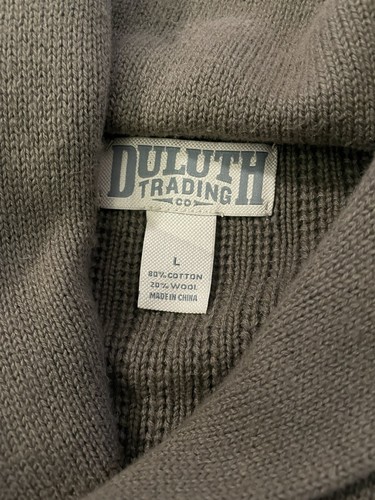 DULUTH
TRADING
CO
L
80% COTTON
20% WOOL
MADE IN CHINA